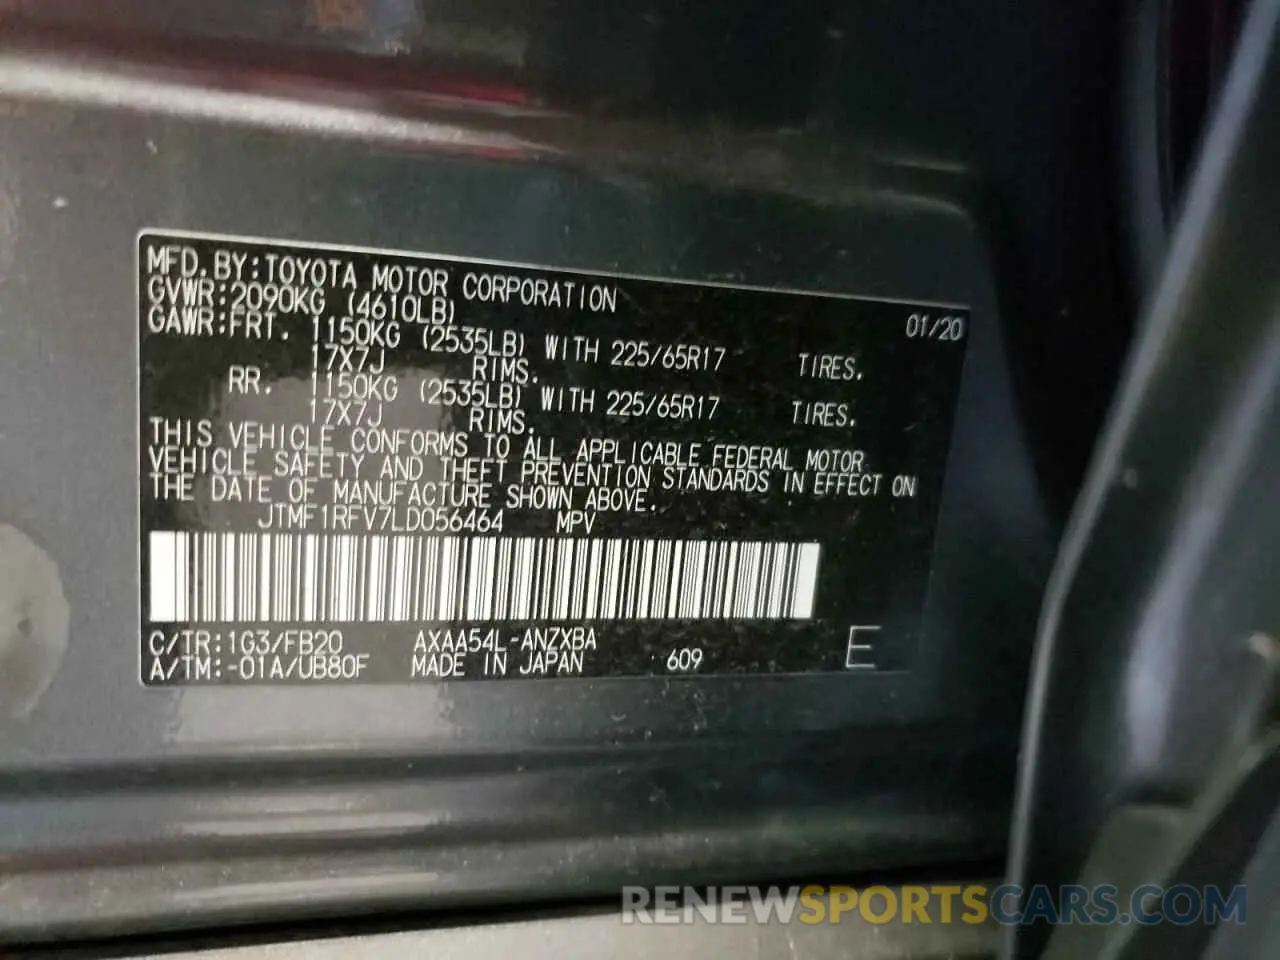 MFD.BY:TOYOTA MOTOR CORPORATION
01/20
GVWR:2090KG (4610LB)
GAWR:FRT. 1150KG (2535LB) WITH 225/65R17 TIRES.
17X7J RIMS.
RR. 1150KG (2535LB) WITH 225/65R17 TIRES.
17X7J RIMS.
THIS VEHICLE CONFORMS TO ALL APPLICABLE FEDERAL MOTOR
VEHICLE SAFETY AND THEFT PREVENTION STANDARDS IN EFFECT ON
THE DATE OF MANUFACTURE SHOWN ABOVE.
JTMF1RFV7LD056464 MPV
C/TR:1G3/FB20 AXAA54L-ANZXBA
A/TM:-01A/UB80F MADE IN JAPAN 609 E
RENEWSPORTSCARS.COM